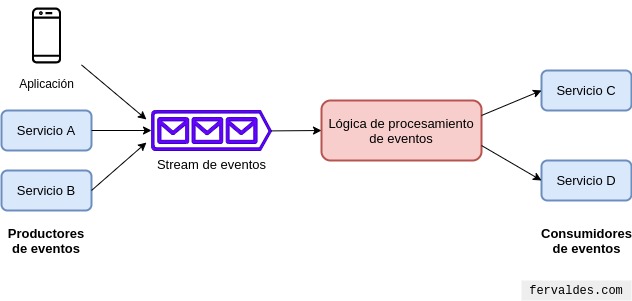 Aplicación
Servicio A
Servicio B
Productores
de eventos
Stream de eventos
Lógica de procesamiento
de eventos
Servicio C
Servicio D
Consumidores
de eventos
fervaldes.com